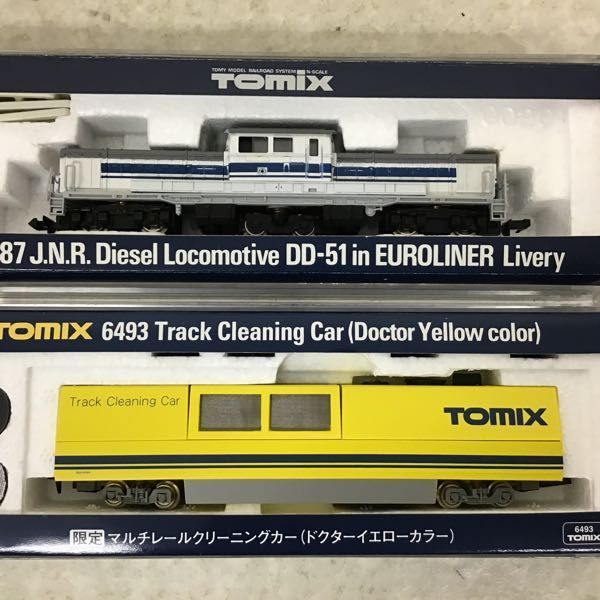 TOMY MODEL RAILROAD SYSTEM N-SCALE
TOMIX
87 J.N.R. Diesel Locomotive DD-51 in EUROLINER Livery
TOMIX 6493 Track Cleaning Car (Doctor Yellow color)
Track Cleaning Car
TOMIX
限定 マルチレールクリーニングカー(ドクターイエローカラー)
6493
TOMIX